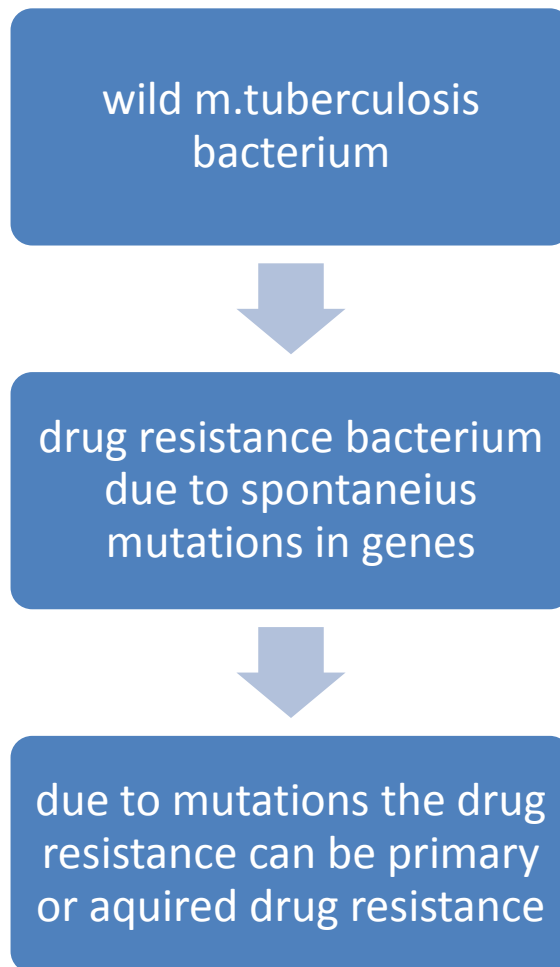 wild m.tuberculosis
bacterium
drug resistance bacterium
due to spontaneius
mutations in genes
due to mutations the drug
resistance can be primary
or aquired drug resistance